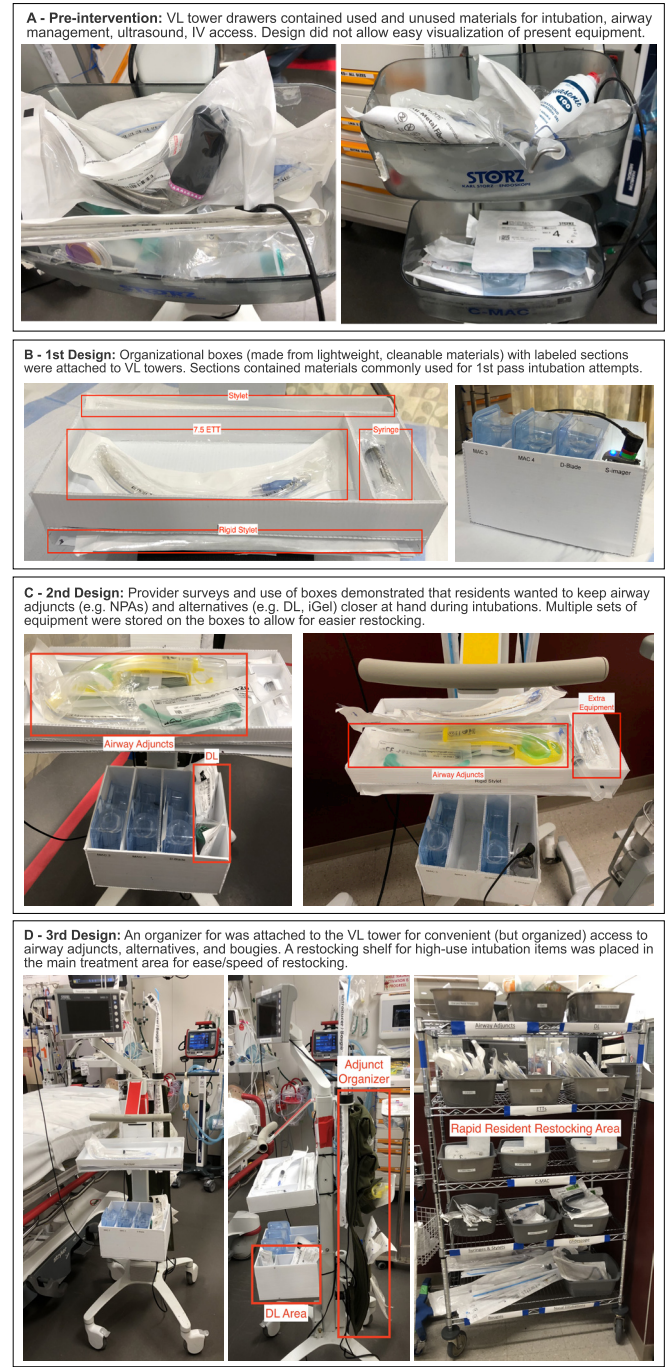 A - Pre-intervention: VL tower drawers contained used and unused materials for intubation, airway
management, ultrasound, IV access. Design did not allow easy visualization of present equipment.
STORZ
STORZ
KARL STORZ - ENDOSKOPE
4
C-MAC
B - 1st Design: Organizational boxes (made from lightweight, cleanable materials) with labeled sections
were attached to VL towers. Sections contained materials commonly used for 1st pass intubation attempts.
Stylet
7.5 ETT
Syringe
Rigid Stylet
MAC 3
MAC 4
D-Blade
S-imager
C - 2nd Design: Provider surveys and use of boxes demonstrated that residents wanted to keep airway
adjuncts (e.g. NPAs) and alternatives (e.g. DL, iGel) closer at hand during intubations. Multiple sets of
equipment were stored on the boxes to allow for easier restocking.
Airway Adjuncts
DL
Extra
Equipment
Airway Adjuncts
Rigid Stylet
D - 3rd Design: An organizer for was attached to the VL tower for convenient (but organized) access to
airway adjuncts, alternatives, and bougies. A restocking shelf for high-use intubation items was placed in
the main treatment area for ease/speed of restocking.
Adjunct
Organizer
DL Area
Airway Adjuncts
DL
ETTs
Rapid Resident Restocking Area
C-MAC